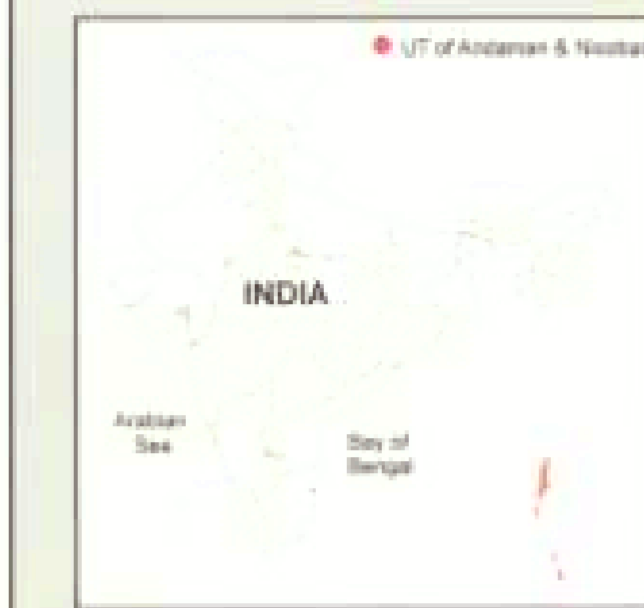 UT of Andaman & Nicobar
INDIA
Arabian
Sea
Bay of
Bengal